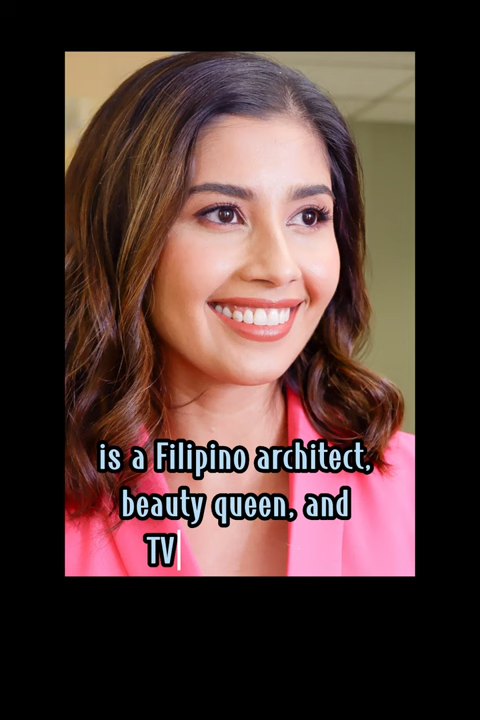 is a Filipino architect,
beauty queen, and
TV